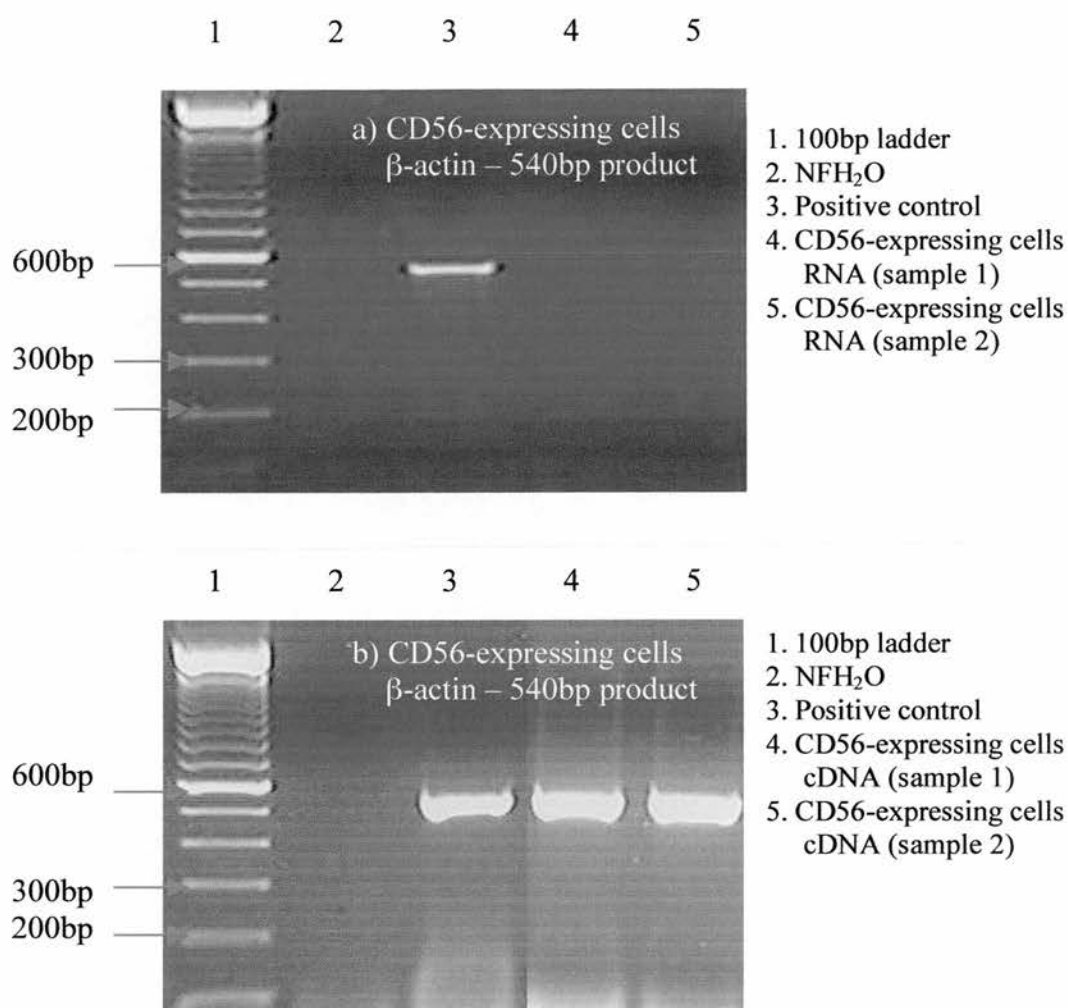 1 2 3 4 5
a) CD56-expressing cells
β-actin – 540bp product
600bp
300bp
200bp
1. 100bp ladder
2. NFH₂O
3. Positive control
4. CD56-expressing cells
RNA (sample 1)
5. CD56-expressing cells
RNA (sample 2)
1 2 3 4 5
b) CD56-expressing cells
β-actin – 540bp product
600bp
300bp
200bp
1. 100bp ladder
2. NFH₂O
3. Positive control
4. CD56-expressing cells
cDNA (sample 1)
5. CD56-expressing cells
cDNA (sample 2)